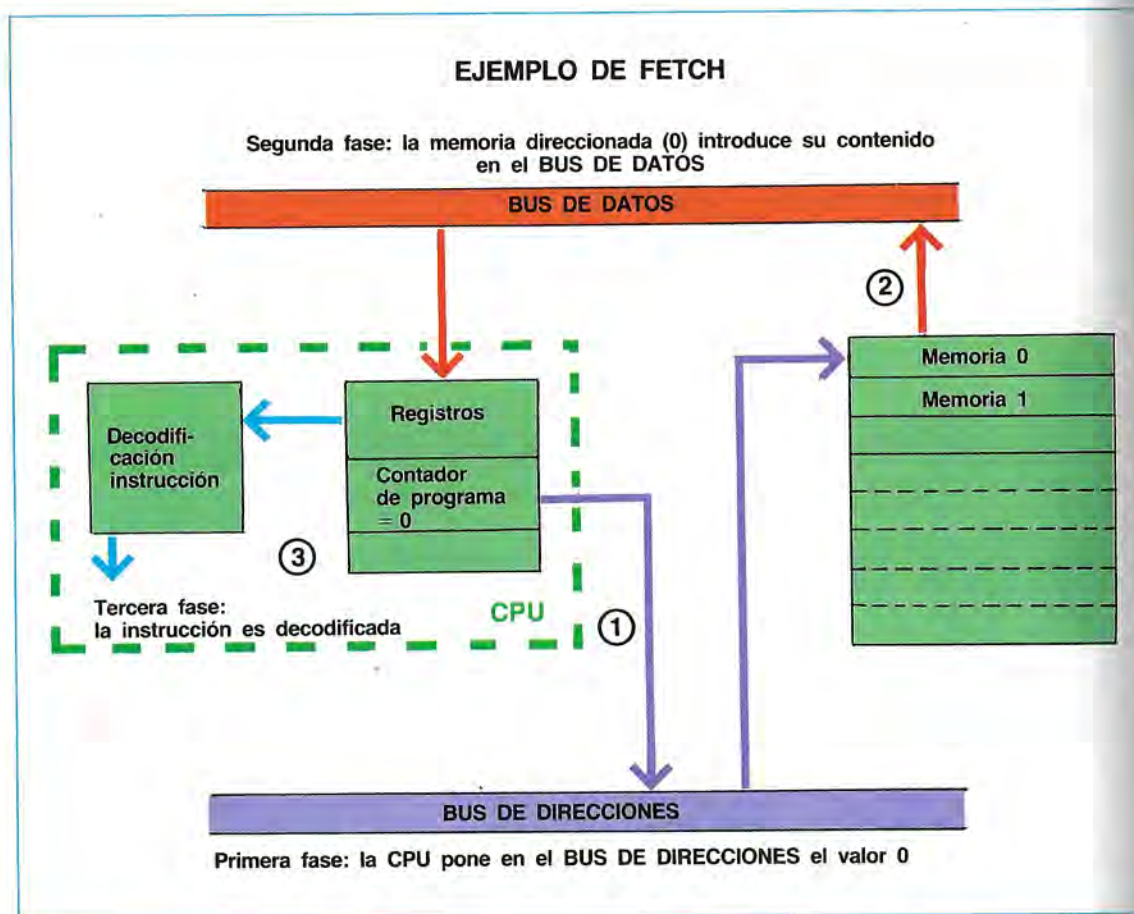 EJEMPLO DE FETCH
Segunda fase: la memoria direccionada (0) introduce su contenido
en el BUS DE DATOS
BUS DE DATOS
2
Memoria 0
Memoria 1
Registros
Decodifi-
cación
instrucción
Contador
de programa
= 0
3
Tercera fase:
la instrucción es decodificada
CPU
1
BUS DE DIRECCIONES
Primera fase: la CPU pone en el BUS DE DIRECCIONES el valor 0